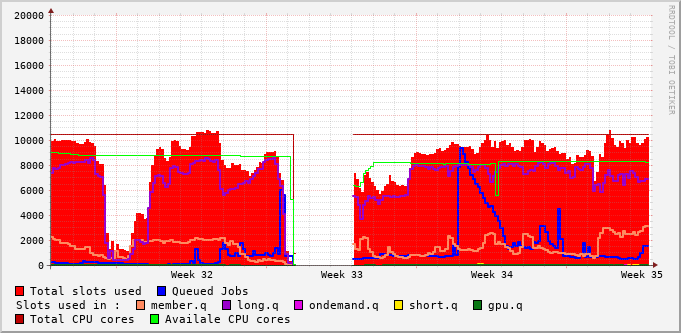 20000
18000
16000
14000
12000
10000
8000
6000
4000
2000
0
Week 32 Week 33 Week 34 Week 35
RRDTOOL / TOBI OETIKER
Total slots used Queued Jobs
Slots used in : member.q long.q ondemand.q short.q gpu.q
Total CPU cores Availale CPU cores